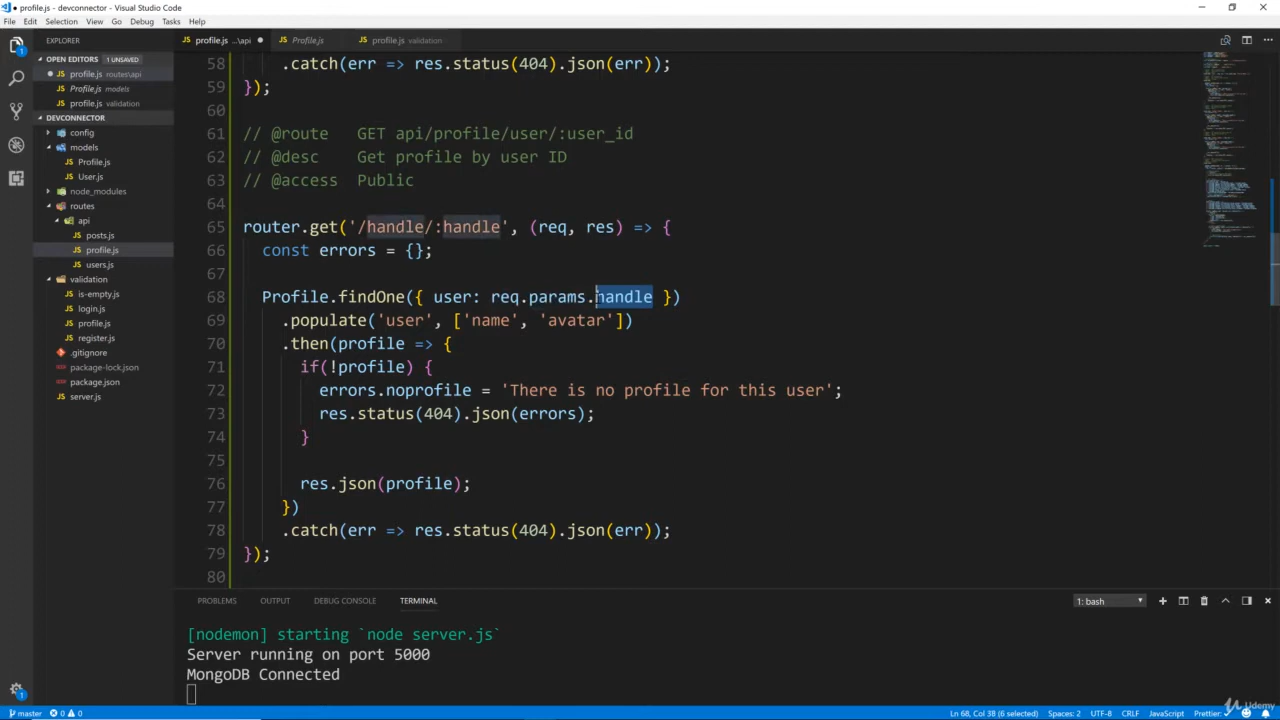 profile.js - devconnector - Visual Studio Code
File Edit Selection View Go Debug Tasks Help
EXPLORER
OPEN EDITORS 1 UNSAVED
profile.js routes\api
Profile.js models
profile.js validation
DEVCONNECTOR
config
models
Profile.js
User.js
node_modules
routes
api
posts.js
profile.js
users.js
validation
is-empty.js
login.js
profile.js
register.js
.gitignore
package-lock.json
package.json
server.js
profile.js ...\api
Profile.js
profile.js validation
58 .catch(err => res.status(404).json(err));
59 });
60
61 // @route GET api/profile/user/:user_id
62 // @desc Get profile by user ID
63 // @access Public
64
65 router.get('/handle/:handle', (req, res) => {
66 const errors = {};
67
68 Profile.findOne({ user: req.params.handle })
69 .populate('user', ['name', 'avatar'])
70 .then(profile => {
71 if(!profile) {
72 errors.noprofile = 'There is no profile for this user';
73 res.status(404).json(errors);
74 }
75
76 res.json(profile);
77 })
78 .catch(err => res.status(404).json(err));
79 });
80
PROBLEMS OUTPUT DEBUG CONSOLE TERMINAL
1: bash
[nodemon] starting `node server.js`
Server running on port 5000
MongoDB Connected
master 0 0
Ln 68, Col 38 (6 selected) Spaces: 2 UTF-8 CRLF JavaScript Prettier
Udemy